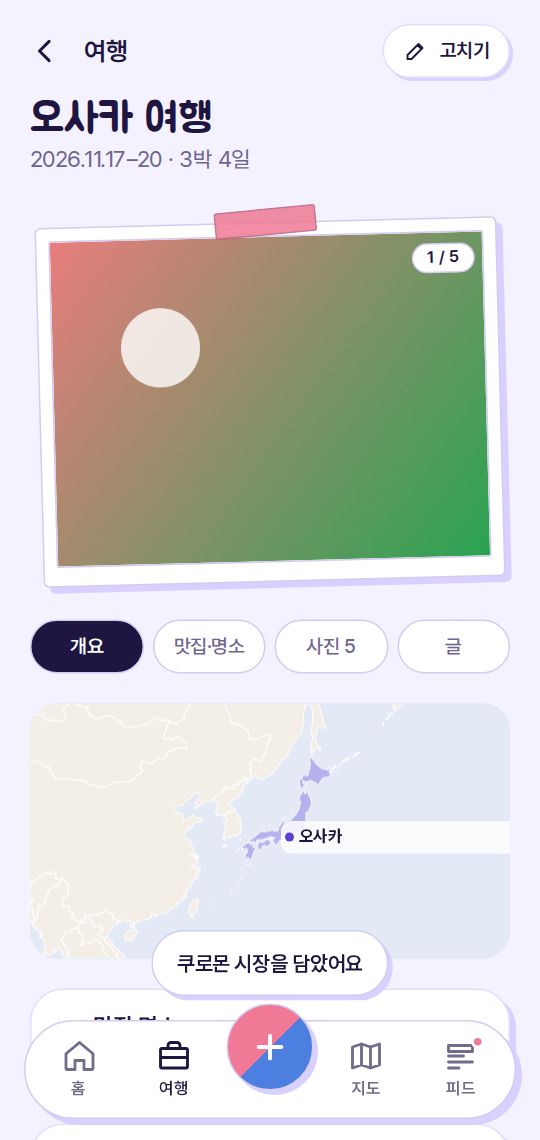 여행
고치기
오사카 여행
2026.11.17–20 · 3박 4일
1 / 5
개요
맛집·명소
사진 5
글
오사카
쿠로몬 시장을 담았어요
홈
여행
지도
피드